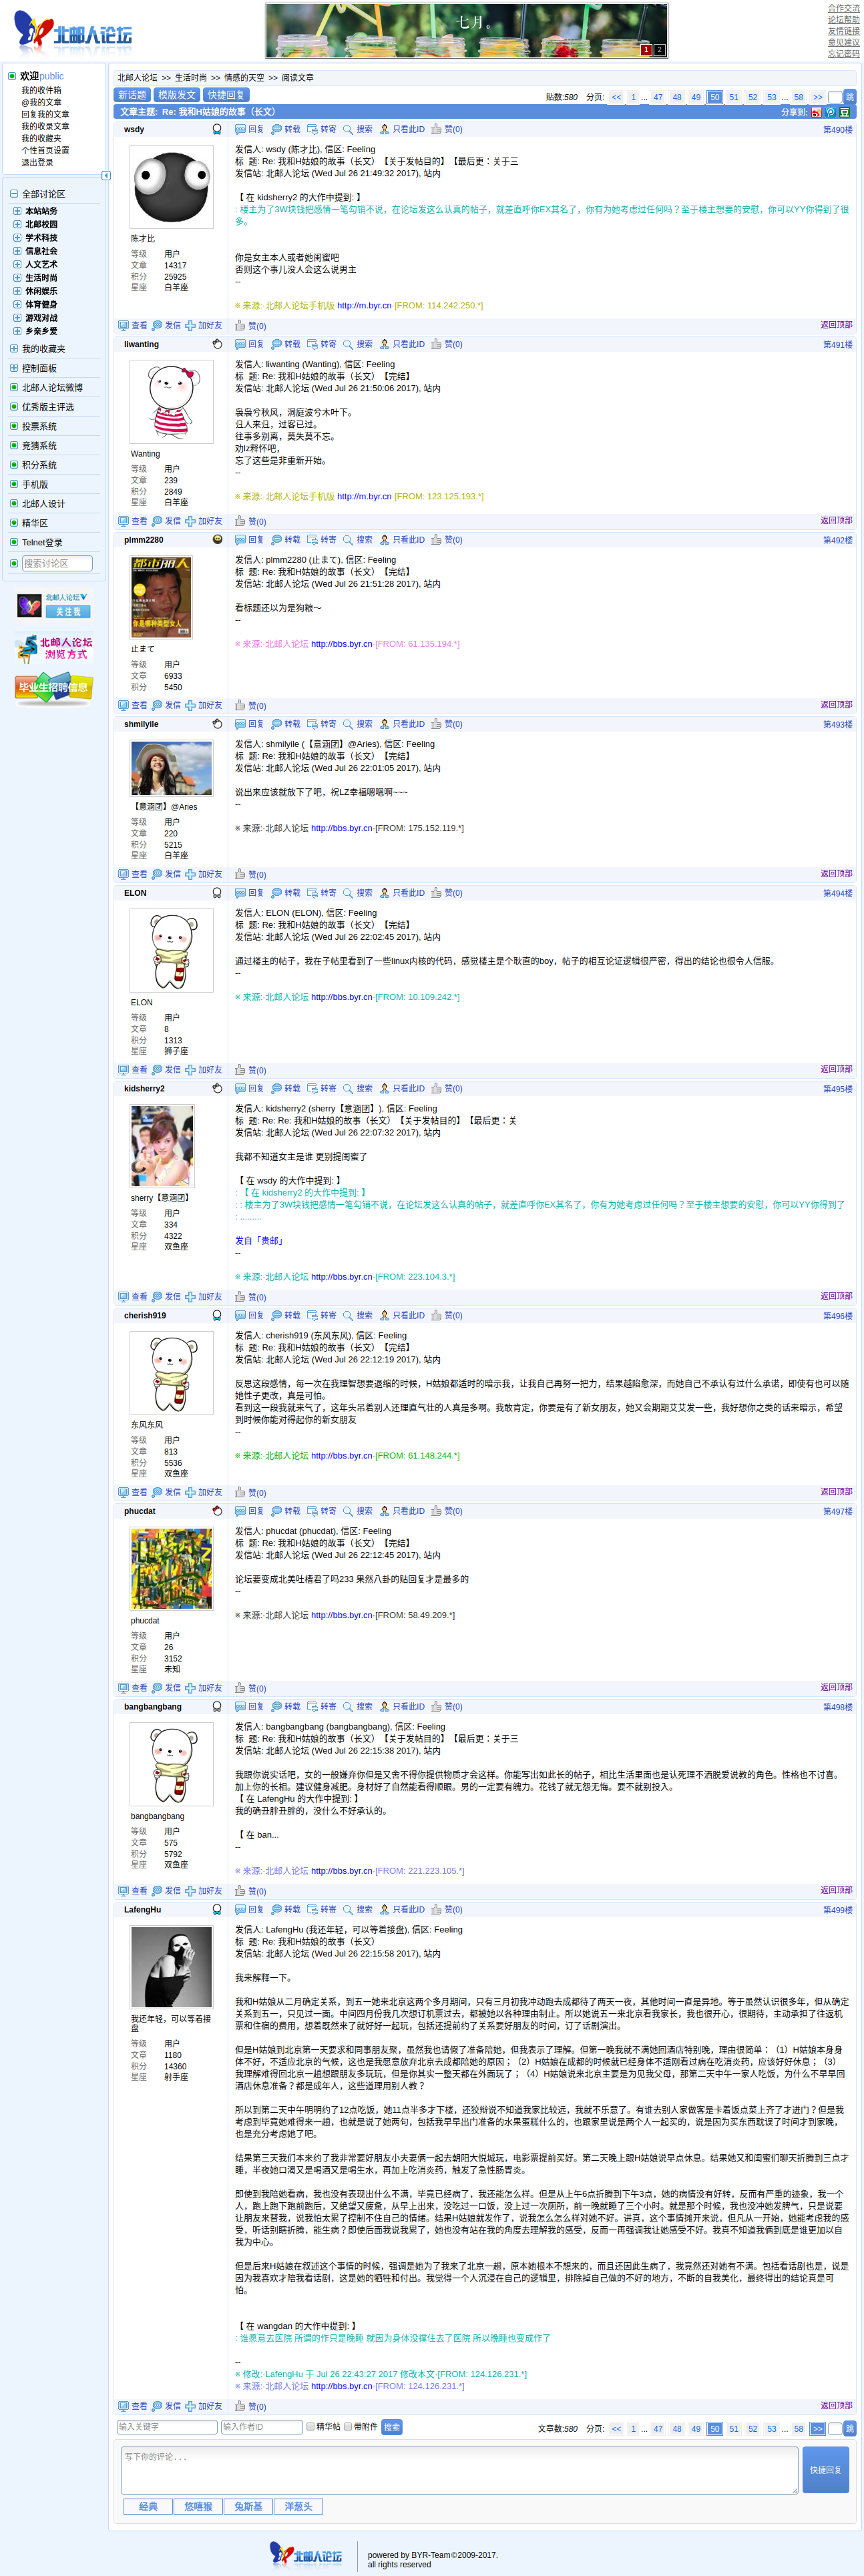 北邮人论坛
七月。
1 2
合作交流
论坛帮助
友情链接
意见建议
忘记密码
欢迎public
我的收件箱
@我的文章
回复我的文章
我的收录文章
我的收藏夹
个性首页设置
退出登录
全部讨论区
本站站务
北邮校园
学术科技
信息社会
人文艺术
生活时尚
休闲娱乐
体育健身
游戏对战
乡亲乡爱
我的收藏夹
控制面板
北邮人论坛微博
优秀版主评选
投票系统
竞猜系统
积分系统
手机版
北邮人设计
精华区
Telnet登录
搜索讨论区
北邮人论坛
关注我
北邮人论坛
浏览方式
毕业生招聘信息
北邮人论坛 >> 生活时尚 >> 情感的天空 >> 阅读文章
新话题 模版发文 快捷回复
贴数:580 分页: << 1 ... 47 48 49 50 51 52 53 ... 58 >> 跳
文章主题: Re: 我和H姑娘的故事（长文）
分享到:
wsdy
回复 转载 转寄 搜索 只看此ID 赞(0) 第490楼
陈才比
等级 用户
文章 14317
积分 25925
星座 白羊座
发信人: wsdy (陈才比), 信区: Feeling
标 题: Re: 我和H姑娘的故事（长文）【关于发帖目的】【最后更：关于三
发信站: 北邮人论坛 (Wed Jul 26 21:49:32 2017), 站内
【 在 kidsherry2 的大作中提到: 】
: 楼主为了3W块钱把感情一笔勾销不说，在论坛发这么认真的帖子，就差直呼你EX其名了，你有为她考虑过任何吗？至于楼主想要的安慰，你可以YY你得到了很多。
你是女主本人或者她闺蜜吧
否则这个事儿没人会这么说男主
--
※ 来源:·北邮人论坛手机版 http://m.byr.cn·[FROM: 114.242.250.*]
查看 发信 加好友 赞(0) 返回顶部
liwanting
回复 转载 转寄 搜索 只看此ID 赞(0) 第491楼
Wanting
等级 用户
文章 239
积分 2849
星座 白羊座
发信人: liwanting (Wanting), 信区: Feeling
标 题: Re: 我和H姑娘的故事（长文）【完结】
发信站: 北邮人论坛 (Wed Jul 26 21:50:06 2017), 站内
袅袅兮秋风，洞庭波兮木叶下。
旦人来旦，过客已过。
往事多别离，莫失莫不忘。
劝lz释怀吧，
忘了这些是非重新开始。
--
※ 来源:·北邮人论坛手机版 http://m.byr.cn·[FROM: 123.125.193.*]
查看 发信 加好友 赞(0) 返回顶部
plmm2280
回复 转载 转寄 搜索 只看此ID 赞(0) 第492楼
都市丽人
你是哪种类型女人
止まて
等级 用户
文章 6933
积分 5450
发信人: plmm2280 (止まて), 信区: Feeling
标 题: Re: 我和H姑娘的故事（长文）【完结】
发信站: 北邮人论坛 (Wed Jul 26 21:51:28 2017), 站内
看标题还以为是狗粮～
--
※ 来源:·北邮人论坛 http://bbs.byr.cn·[FROM: 61.135.194.*]
查看 发信 加好友 赞(0) 返回顶部
shmilyile
回复 转载 转寄 搜索 只看此ID 赞(0) 第493楼
【意涵团】@Aries
等级 用户
文章 220
积分 5215
星座 白羊座
发信人: shmilyile (【意涵团】@Aries), 信区: Feeling
标 题: Re: 我和H姑娘的故事（长文）【完结】
发信站: 北邮人论坛 (Wed Jul 26 22:01:05 2017), 站内
说出来应该就放下了吧，祝LZ幸福嗯嗯啊~~~
--
※ 来源:·北邮人论坛 http://bbs.byr.cn·[FROM: 175.152.119.*]
查看 发信 加好友 赞(0) 返回顶部
ELON
回复 转载 转寄 搜索 只看此ID 赞(0) 第494楼
ELON
等级 用户
文章 8
积分 1313
星座 狮子座
发信人: ELON (ELON), 信区: Feeling
标 题: Re: 我和H姑娘的故事（长文）【完结】
发信站: 北邮人论坛 (Wed Jul 26 22:02:45 2017), 站内
通过楼主的帖子，我在子帖里看到了一些linux内核的代码，感觉楼主是个耿直的boy，帖子的相互论证逻辑很严密，得出的结论也很令人信服。
--
※ 来源:·北邮人论坛 http://bbs.byr.cn·[FROM: 10.109.242.*]
查看 发信 加好友 赞(0) 返回顶部
kidsherry2
回复 转载 转寄 搜索 只看此ID 赞(0) 第495楼
sherry【意涵团】
等级 用户
文章 334
积分 4322
星座 双鱼座
发信人: kidsherry2 (sherry【意涵团】), 信区: Feeling
标 题: Re: Re: 我和H姑娘的故事（长文）【关于发帖目的】【最后更：关
发信站: 北邮人论坛 (Wed Jul 26 22:07:32 2017), 站内
我都不知道女主是谁 更别提闺蜜了
【 在 wsdy 的大作中提到: 】
: 【 在 kidsherry2 的大作中提到: 】
: : 楼主为了3W块钱把感情一笔勾销不说，在论坛发这么认真的帖子，就差直呼EX其名了，你有为她考虑过任何吗？至于楼主想要的安慰，你可以YY你得到了
: .........
发自「贵邮」
--
※ 来源:·北邮人论坛 http://bbs.byr.cn·[FROM: 223.104.3.*]
查看 发信 加好友 赞(0) 返回顶部
cherish919
回复 转载 转寄 搜索 只看此ID 赞(0) 第496楼
东风东风
等级 用户
文章 813
积分 5536
星座 双鱼座
发信人: cherish919 (东风东风), 信区: Feeling
标 题: Re: 我和H姑娘的故事（长文）【完结】
发信站: 北邮人论坛 (Wed Jul 26 22:12:19 2017), 站内
反思这段感情，每一次在我理智想要退缩的时候，H姑娘都适时的暗示我，让我自己再努一把力，结果越陷愈深，而她自己不承认有过什么承诺，即使有也可以随她性子更改，真是可怕。
看到这一段我就来气了，这年头吊着别人还理直气壮的人真是多啊。我敢肯定，你要是有了新女朋友，她又会期期艾艾发一些，我好想你之类的话来暗示，希望到时候你能对得起你的新女朋友
--
※ 来源:·北邮人论坛 http://bbs.byr.cn·[FROM: 61.148.244.*]
查看 发信 加好友 赞(0) 返回顶部
phucdat
回复 转载 转寄 搜索 只看此ID 赞(0) 第497楼
phucdat
等级 用户
文章 26
积分 3152
星座 未知
发信人: phucdat (phucdat), 信区: Feeling
标 题: Re: 我和H姑娘的故事（长文）【完结】
发信站: 北邮人论坛 (Wed Jul 26 22:12:45 2017), 站内
论坛要变成北美吐槽君了吗233 果然八卦的贴回复才是最多的
--
※ 来源:·北邮人论坛 http://bbs.byr.cn·[FROM: 58.49.209.*]
查看 发信 加好友 赞(0) 返回顶部
bangbangbang
回复 转载 转寄 搜索 只看此ID 赞(0) 第498楼
bangbangbang
等级 用户
文章 575
积分 5792
星座 双鱼座
发信人: bangbangbang (bangbangbang), 信区: Feeling
标 题: Re: 我和H姑娘的故事（长文）【关于发帖目的】【最后更：关于三
发信站: 北邮人论坛 (Wed Jul 26 22:15:38 2017), 站内
我跟你说实话吧，女的一般嫌弃你但是又舍不得你提供物质才会这样。你能写出如此长的帖子，相比生活里面也是认死理不洒脱爱说教的角色。性格也不讨喜。加上你的长相。建议健身减肥。身材好了自然能看得顺眼。男的一定要有魄力。花钱了就无怨无悔。要不就别投入。
【 在 LafengHu 的大作中提到: 】
我的确丑胖丑胖的，没什么不好承认的。
【 在 ban...
--
※ 来源:·北邮人论坛 http://bbs.byr.cn·[FROM: 221.223.105.*]
查看 发信 加好友 赞(0) 返回顶部
LafengHu
回复 转载 转寄 搜索 只看此ID 赞(0) 第499楼
我还年轻，可以等着接盘
等级 用户
文章 1180
积分 14360
星座 射手座
发信人: LafengHu (我还年轻，可以等着接盘), 信区: Feeling
标 题: Re: 我和H姑娘的故事（长文）
发信站: 北邮人论坛 (Wed Jul 26 22:15:58 2017), 站内
我来解释一下。
我和H姑娘从二月确定关系，到五一她来北京这两个多月期间，只有三月初我冲动跑去成都待了两天一夜，其他时间一直是异地。等于虽然认识很多年，但从确定关系到五一，只见过一面。中间四月份我几次想订机票过去，都被她以各种理由制止。所以她说五一来北京看我家长，我也很开心，很期待，主动承担了往返机票和住宿的费用，想着既然来了就好好一起玩，包括还提前约了关系要好朋友的时间，订了话剧演出。
但是H姑娘到北京第一天要求和同事朋友聚，虽然我也请假了准备陪她，但我表示了理解。但第一晚我就不满她回酒店特别晚，理由很简单：（1）H姑娘本身身体不好，不适应北京的气候，这也是我愿意放弃北京去成都陪她的原因；（2）H姑娘在成都的时候就已经身体不适刚看过病在吃消炎药，应该好好休息；（3）我理解难得回北京一趟想跟朋友多玩玩，但是你其实一整天都在外面玩了；（4）H姑娘说来北京主要是为见我父母，那第二天中午一家人吃饭，为什么不早早回酒店休息准备？都是成年人，这些道理用别人教？
所以到第二天中午明明约了12点吃饭，她11点半多才下楼，还狡辩说不知道我家比较远，我就不乐意了。有谁去别人家做客是卡着饭点菜上齐了才进门？但是我考虑到毕竟她难得来一趟，也就是说了她两句，包括我早早出门准备的水果蛋糕什么的，也跟家里说是两个人一起买的，说是因为买东西耽误了时间才到家晚，也是充分考虑她了吧。
结果第三天我们本来约了我非常要好朋友小夫妻俩一起去朝阳大悦城玩，电影票提前买好。第二天晚上跟H姑娘说早点休息。结果她又和闺蜜们聊天折腾到三点才睡，半夜她口渴又是喝酒又是喝生水，再加上吃消炎药，触发了急性肠胃炎。
即使到我陪她看病，我也没有表现出什么不满，毕竟已经病了，我还能怎么样。但是从上午6点折腾到下午3点，她的病情没有好转，反而有严重的迹象，我一个人，跑上跑下跑前跑后，又绝望又疲惫，从早上出来，没吃过一口饭，没上过一次厕所，前一晚就睡了三个小时。就是那个时候，我也没冲她发脾气，只是说要让朋友来替我，说我怕太累了控制不住自己的情绪。结果H姑娘就发作了，说我怎么怎么样对她不好。讲真，这个事情摊开来说，但凡从一开始，她能考虑我的感受，听话别瞎折腾，能生病？即使后面我说我累了，她也没有站在我的角度去理解我的感受，反而一再强调我让她感受不好。我真不知道我俩到底是谁更加以自我为中心。
但是后来H姑娘在叙述这个事情的时候，强调是她为了我来了北京一趟，原本她根本不想来的，而且还因此生病了，我竟然还对她有不满。包括看话剧也是，说是因为我喜欢才陪我看话剧，这是她的牺牲和付出。我觉得一个人沉浸在自己的逻辑里，排除掉自己做的不好的地方，不断的自我美化，最终得出的结论真是可怕。
【 在 wangdan 的大作中提到: 】
: 谁愿意去医院 所谓的作只是晚睡 就因为身体没撑住去了医院 所以晚睡也变成作了
--
※ 修改:·LafengHu 于 Jul 26 22:43:27 2017 修改本文·[FROM: 124.126.231.*]
※ 来源:·北邮人论坛 http://bbs.byr.cn·[FROM: 124.126.231.*]
查看 发信 加好友 赞(0) 返回顶部
输入关键字 输入作者ID 精华帖 带附件 搜索
文章数:580 分页: << 1 ... 47 48 49 50 51 52 53 ... 58 >> 跳
写下你的评论...
快捷回复
经典 悠嘻猴 兔斯基 洋葱头
北邮人论坛
powered by BYR-Team©2009-2017.
all rights reserved